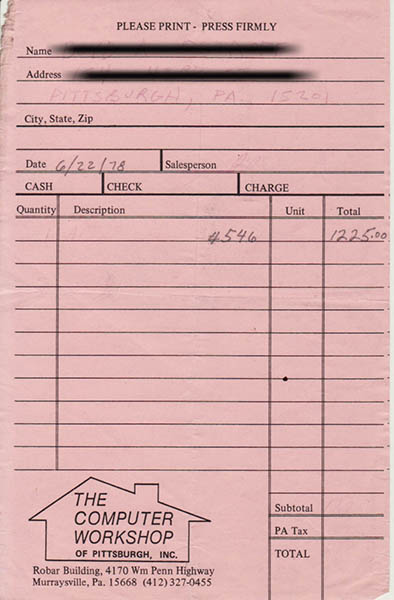 PLEASE PRINT - PRESS FIRMLY
Name
Address
PITTSBURGH, PA. 15201
City, State, Zip
Date 6/22/78 Salesperson
CASH CHECK CHARGE
Quantity Description Unit Total
#546 1225.00
THE
COMPUTER
WORKSHOP
OF PITTSBURGH, INC.
Subtotal
PA Tax
TOTAL
Robar Building, 4170 Wm Penn Highway
Murraysville, Pa. 15668 (412) 327-0455